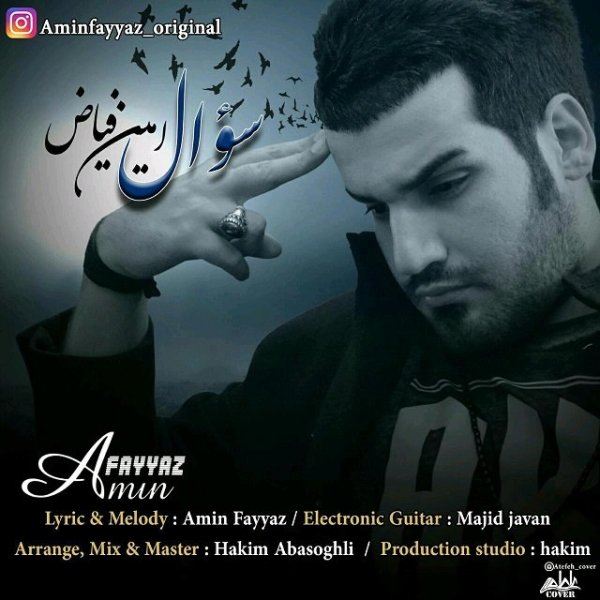 Aminfayyaz_original
سؤال
امین فیاض
Amin FAYYAZ
Lyric & Melody : Amin Fayyaz / Electronic Guitar : Majid javan
Arrange, Mix & Master : Hakim Abasoghli / Production studio : hakim
@Atefeh_cover
COVER